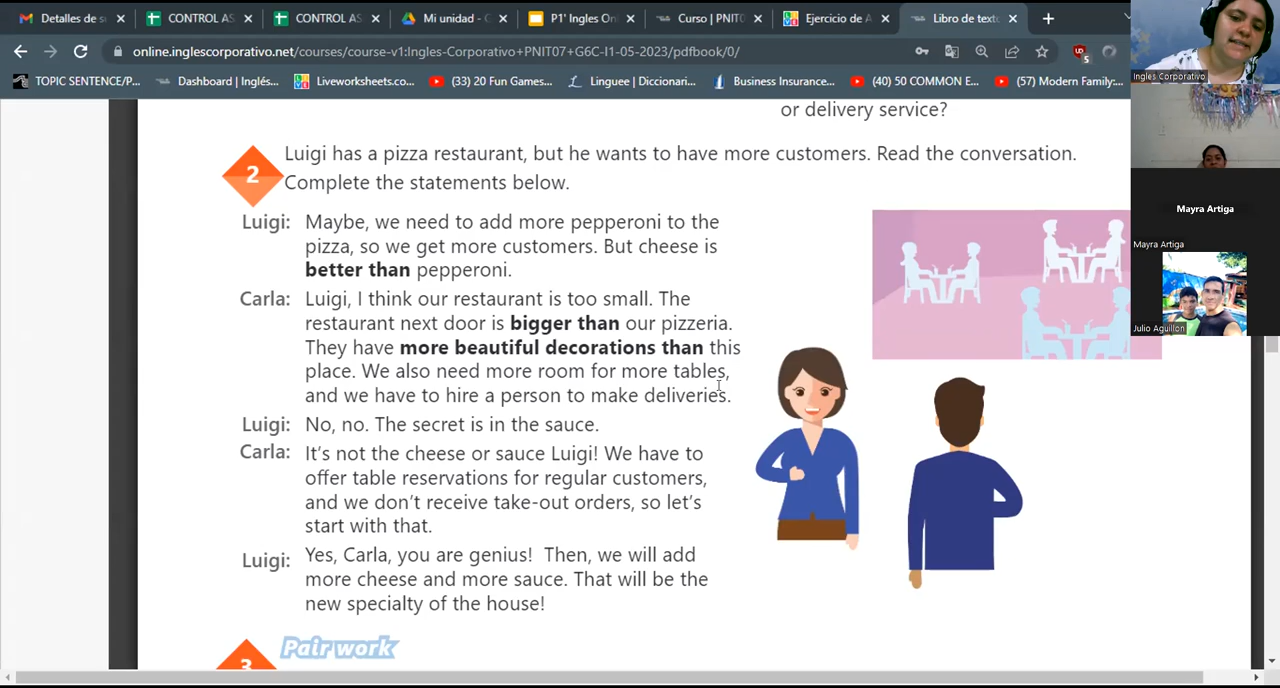 Detalles de su
CONTROL AS
CONTROL AS
Mi unidad - G
P1' Ingles On
Curso | PNIT0
Ejercicio de A
Libro de textu
online.inglescorporativo.net/courses/course-v1:Ingles-Corporativo+PNIT07+G6C-I1-05-2023/pdfbook/0/
TOPIC SENTENCE/P...
Dashboard | Inglés...
Liveworksheets.co...
(33) 20 Fun Games...
Linguee | Diccionari...
Business Insurance...
(40) 50 COMMON E...
(57) Modern Family:...
Ingles Corporativo
Mayra Artiga
Mayra Artiga
Julio Aguillon
or delivery service?
2
Luigi has a pizza restaurant, but he wants to have more customers. Read the conversation.
Complete the statements below.
Luigi: Maybe, we need to add more pepperoni to the
pizza, so we get more customers. But cheese is
better than pepperoni.
Carla: Luigi, I think our restaurant is too small. The
restaurant next door is bigger than our pizzeria.
They have more beautiful decorations than this
place. We also need more room for more tables,
and we have to hire a person to make deliveries.
Luigi: No, no. The secret is in the sauce.
Carla: It's not the cheese or sauce Luigi! We have to
offer table reservations for regular customers,
and we don't receive take-out orders, so let's
start with that.
Luigi: Yes, Carla, you are genius! Then, we will add
more cheese and more sauce. That will be the
new specialty of the house!
3
Pair work